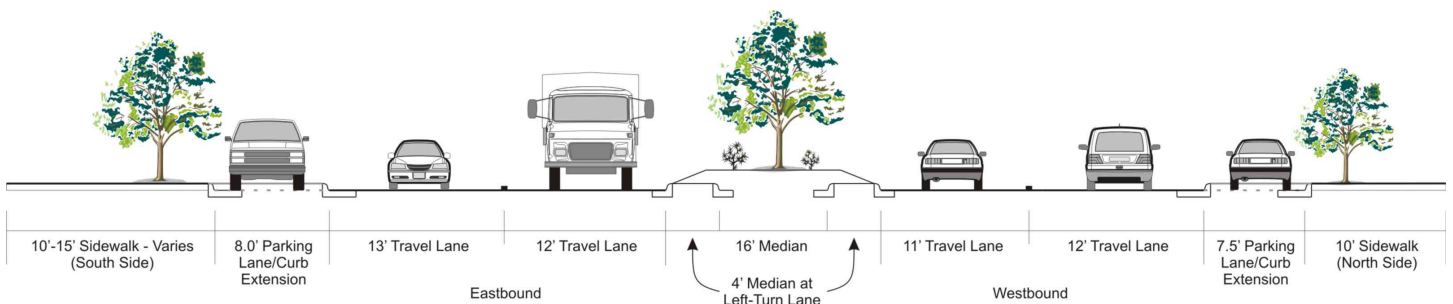 10'-15' Sidewalk - Varies
(South Side)
8.0' Parking
Lane/Curb
Extension
13' Travel Lane
12' Travel Lane
Eastbound
16' Median
4' Median at
Left-Turn Lane
11' Travel Lane
12' Travel Lane
Westbound
7.5' Parking
Lane/Curb
Extension
10' Sidewalk
(North Side)